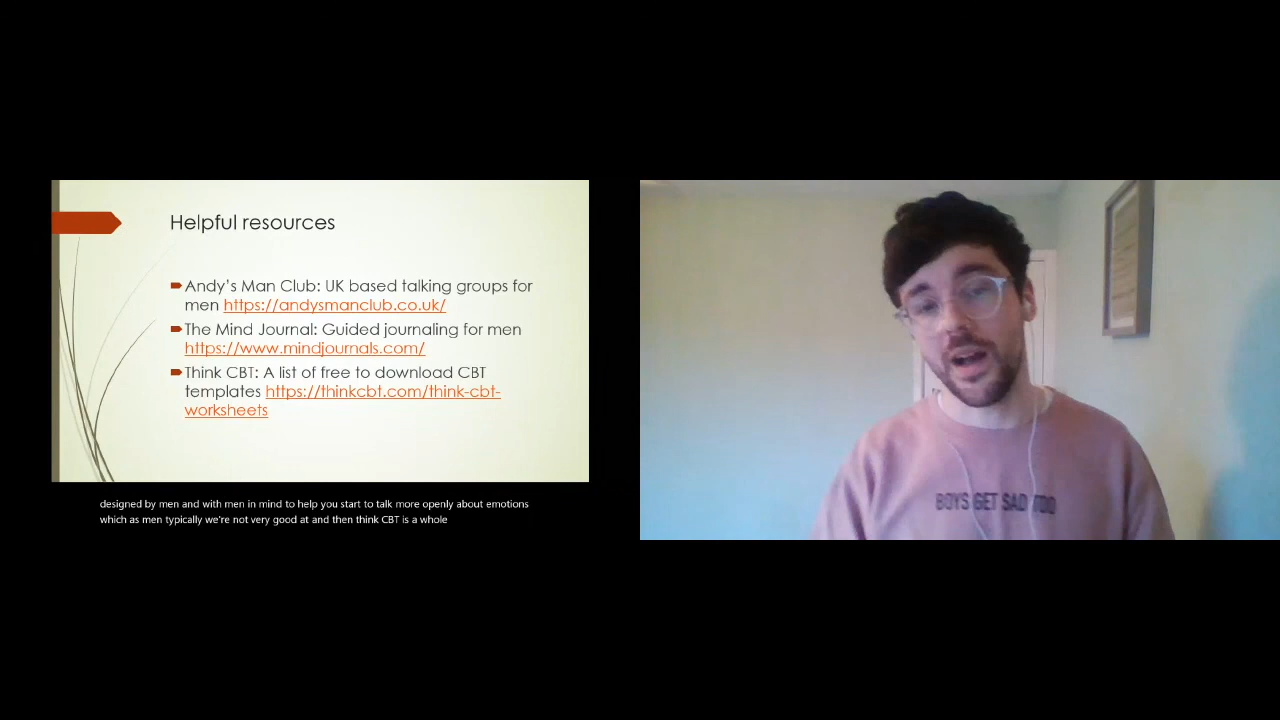 Helpful resources
Andy's Man Club: UK based talking groups for
men https://andysmanclub.co.uk/
The Mind Journal: Guided journaling for men
https://www.mindjournals.com/
Think CBT: A list of free to download CBT
templates https://thinkcbt.com/think-cbt-
worksheets
designed by men and with men in mind to help you start to talk more openly about emotions
which as men typically we're not very good at and then think CBT is a whole
BOYS GET SAD TOO